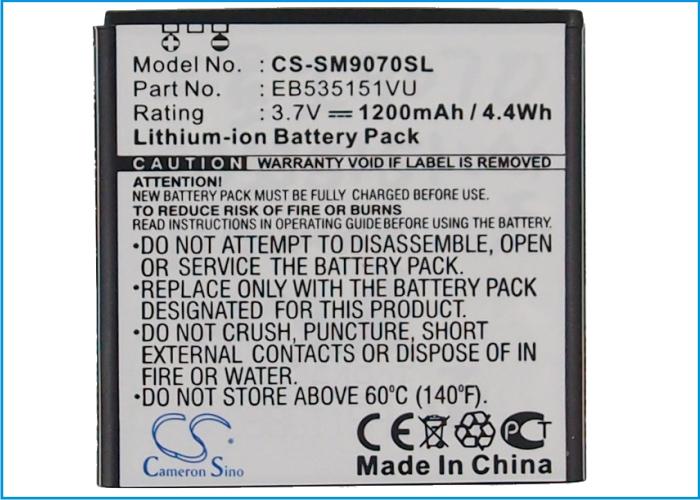 Model No.: CS-SM9070SL
Part No.: EB535151VU
Rating: 3.7V 1200mAh / 4.4Wh
Lithium-ion Battery Pack
CAUTION WARRANTY VOID IF LABEL IS REMOVED
ATTENTION!
NEW BATTERY PACK MUST BE FULLY CHARGED BEFORE USE
TO REDUCE RISK OF FIRE OR BURNS
READ INSTRUCTIONS IN OPERATING GUIDE BEFORE USING
•DO NOT ATTEMPT TO DISASSEMBLE, OPEN
OR SERVICE THE BATTERY PACK.
•REPLACE ONLY WITH THE BATTERY PACK
DESIGNATED FOR THIS PRODUCT.
•DO NOT CRUSH, PUNCTURE, SHORT
EXTERNAL CONTACTS OR DISPOSE OF
IN FIRE OR WATER.
•DO NOT EXPOSE ABOVE 60°C (140°F).
CS
Cameron Sino
CE
PCT
Made In China